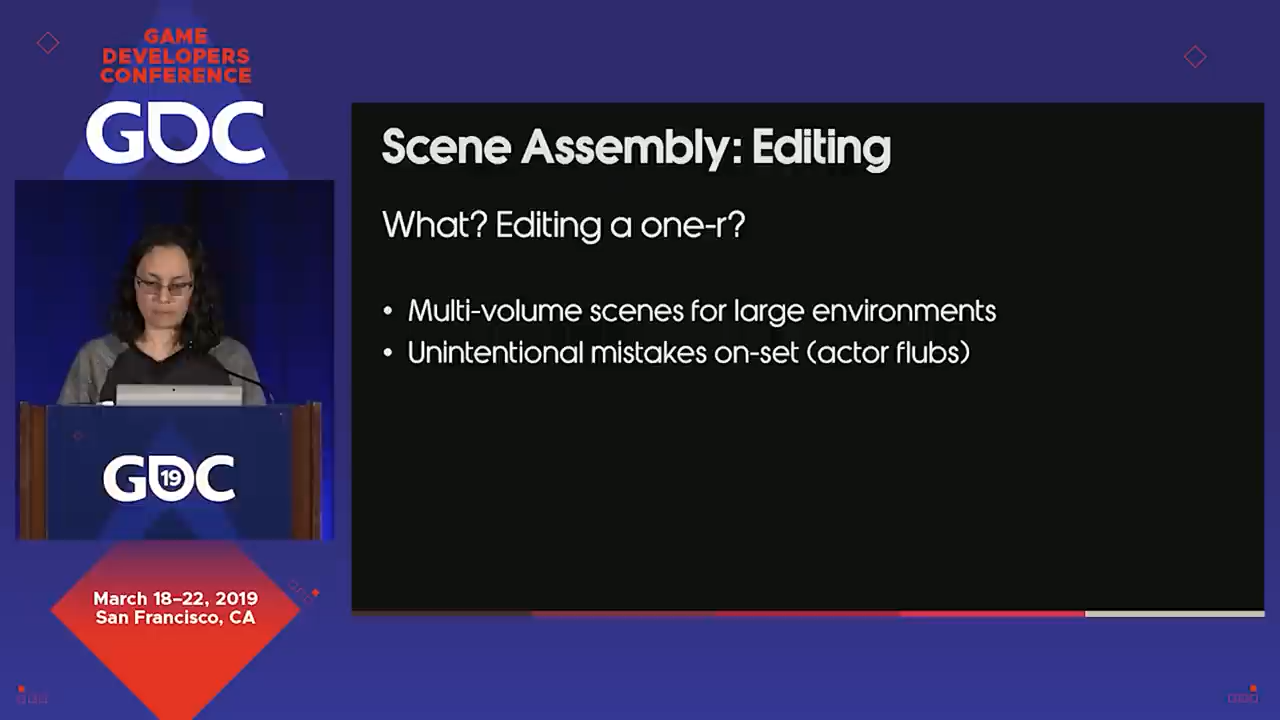 GAME
DEVELOPERS
CONFERENCE
GDC
Scene Assembly: Editing
What? Editing a one-r?
• Multi-volume scenes for large environments
• Unintentional mistakes on-set (actor flubs)
GDC
19
March 18–22, 2019
San Francisco, CA